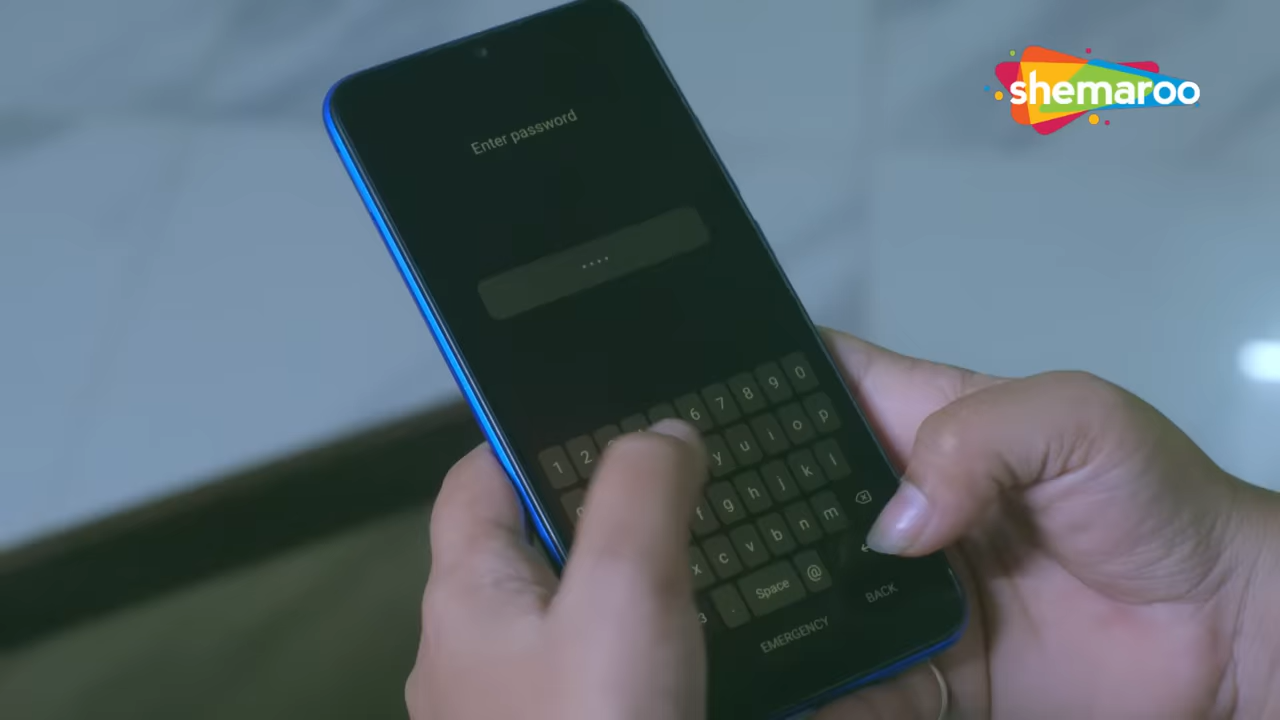 shemaroo
Enter password
••••
1 2 6 7 8 9 0
y u i o p
f g h j k l
x c v b n m
. Space @
EMERGENCY BACK